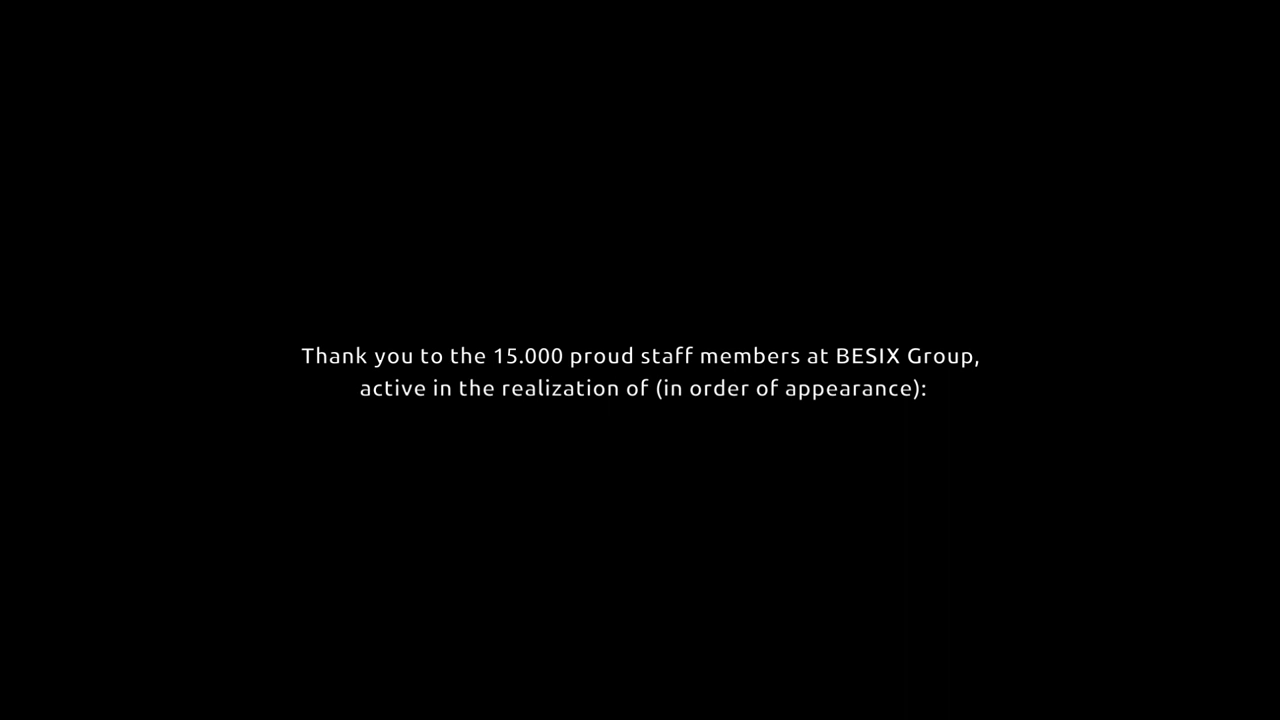 Thank you to the 15.000 proud staff members at BESIX Group,
active in the realization of (in order of appearance):